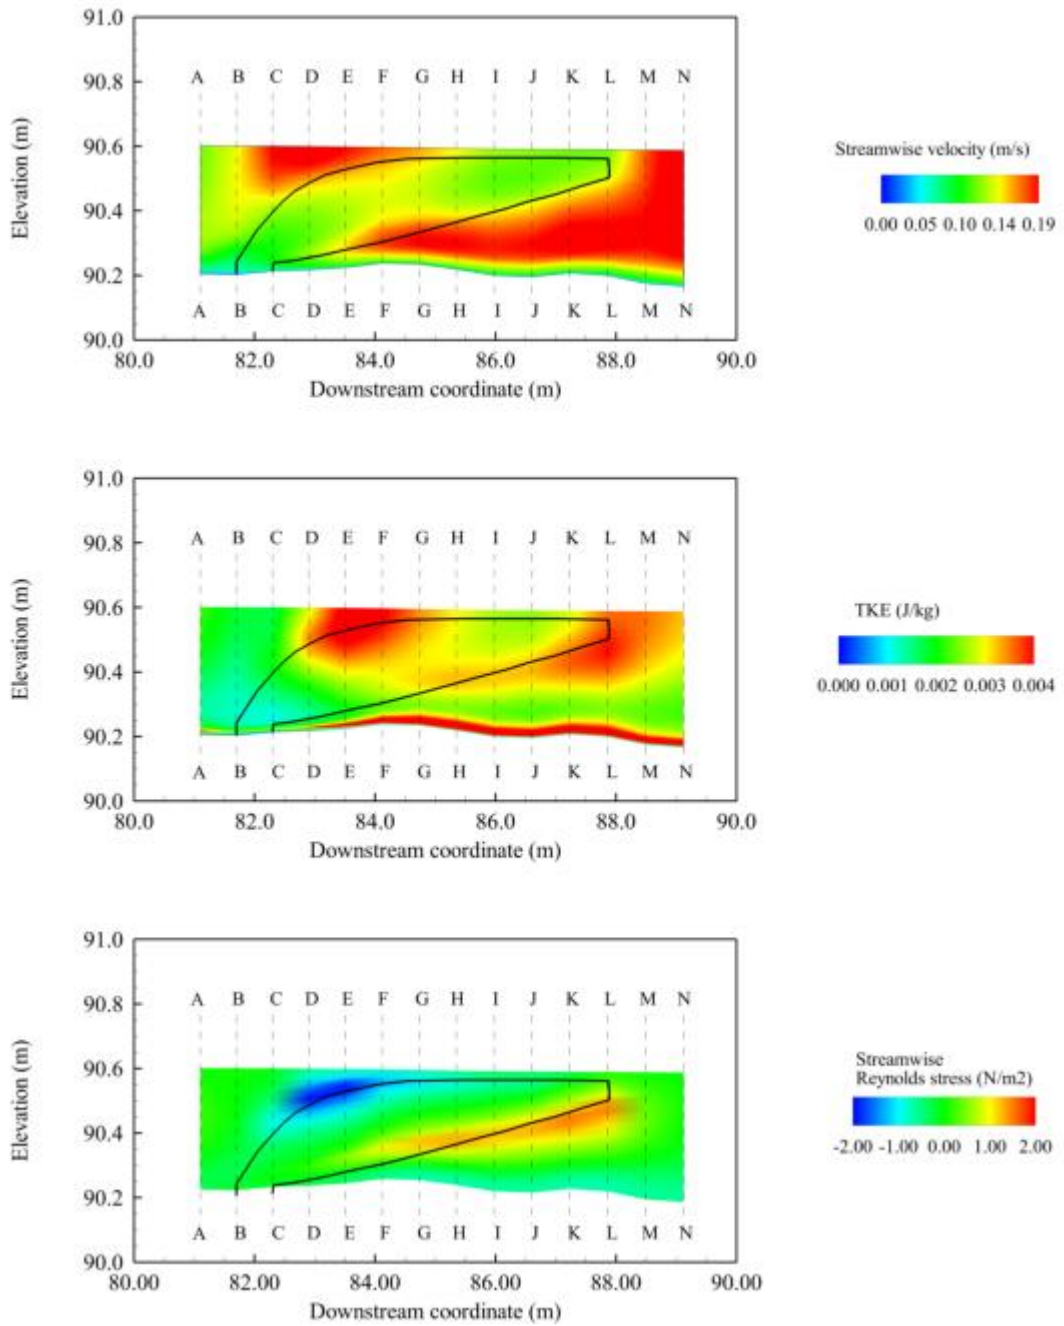 91.0
A B C D E F G H I J K L M N
90.8
90.6
Elevation (m)
Streamwise velocity (m/s)
90.4
0.00 0.05 0.10 0.14 0.19
90.2
A B C D E F G H I J K L M N
90.0
80.0 82.0 84.0 86.0 88.0 90.0
Downstream coordinate (m)
91.0
A B C D E F G H I J K L M N
90.8
90.6
Elevation (m)
TKE (J/kg)
90.4
0.000 0.001 0.002 0.003 0.004
90.2
A B C D E F G H I J K L M N
90.0
80.0 82.0 84.0 86.0 88.0 90.0
Downstream coordinate (m)
91.0
A B C D E F G H I J K L M N
90.8
90.6
Elevation (m)
Streamwise
Reynolds stress (N/m2)
90.4
-2.00 -1.00 0.00 1.00 2.00
90.2
A B C D E F G H I J K L M N
90.0
80.00 82.00 84.00 86.00 88.00 90.00
Downstream coordinate (m)